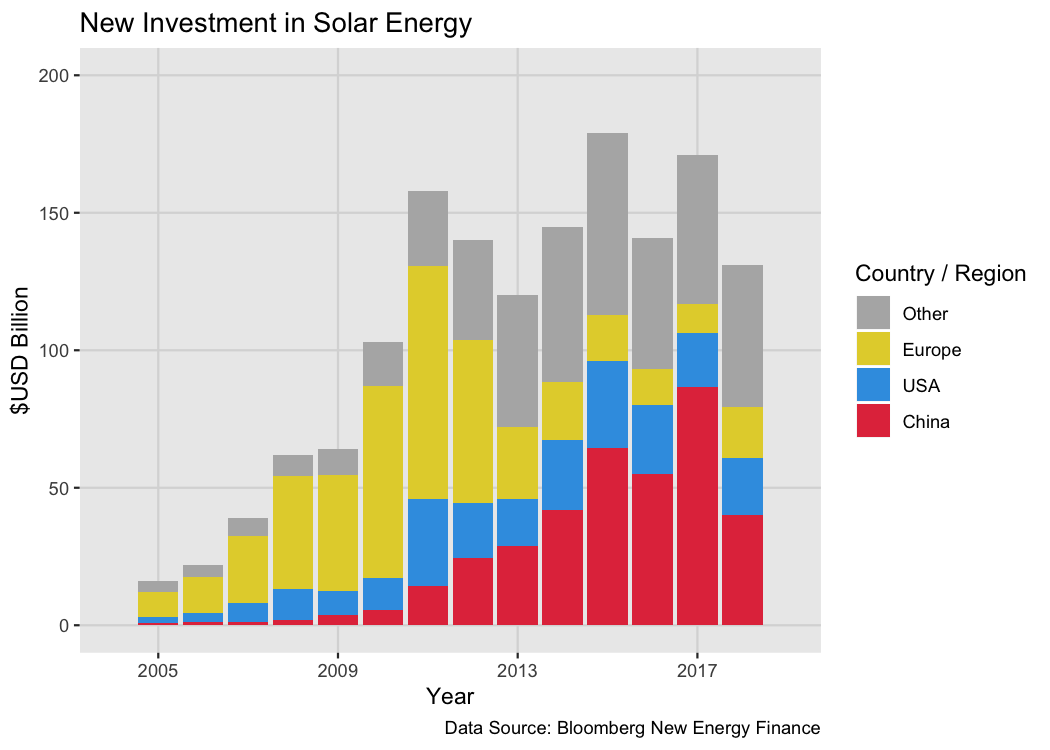 New Investment in Solar Energy
200
150
100
50
0
$USD Billion
2005 2009 2013 2017
Year
Country / Region
Other
Europe
USA
China
Data Source: Bloomberg New Energy Finance